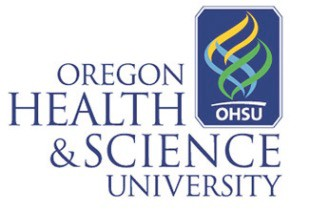 OREGON
HEALTH
OHSU
& SCIENCE
UNIVERSITY